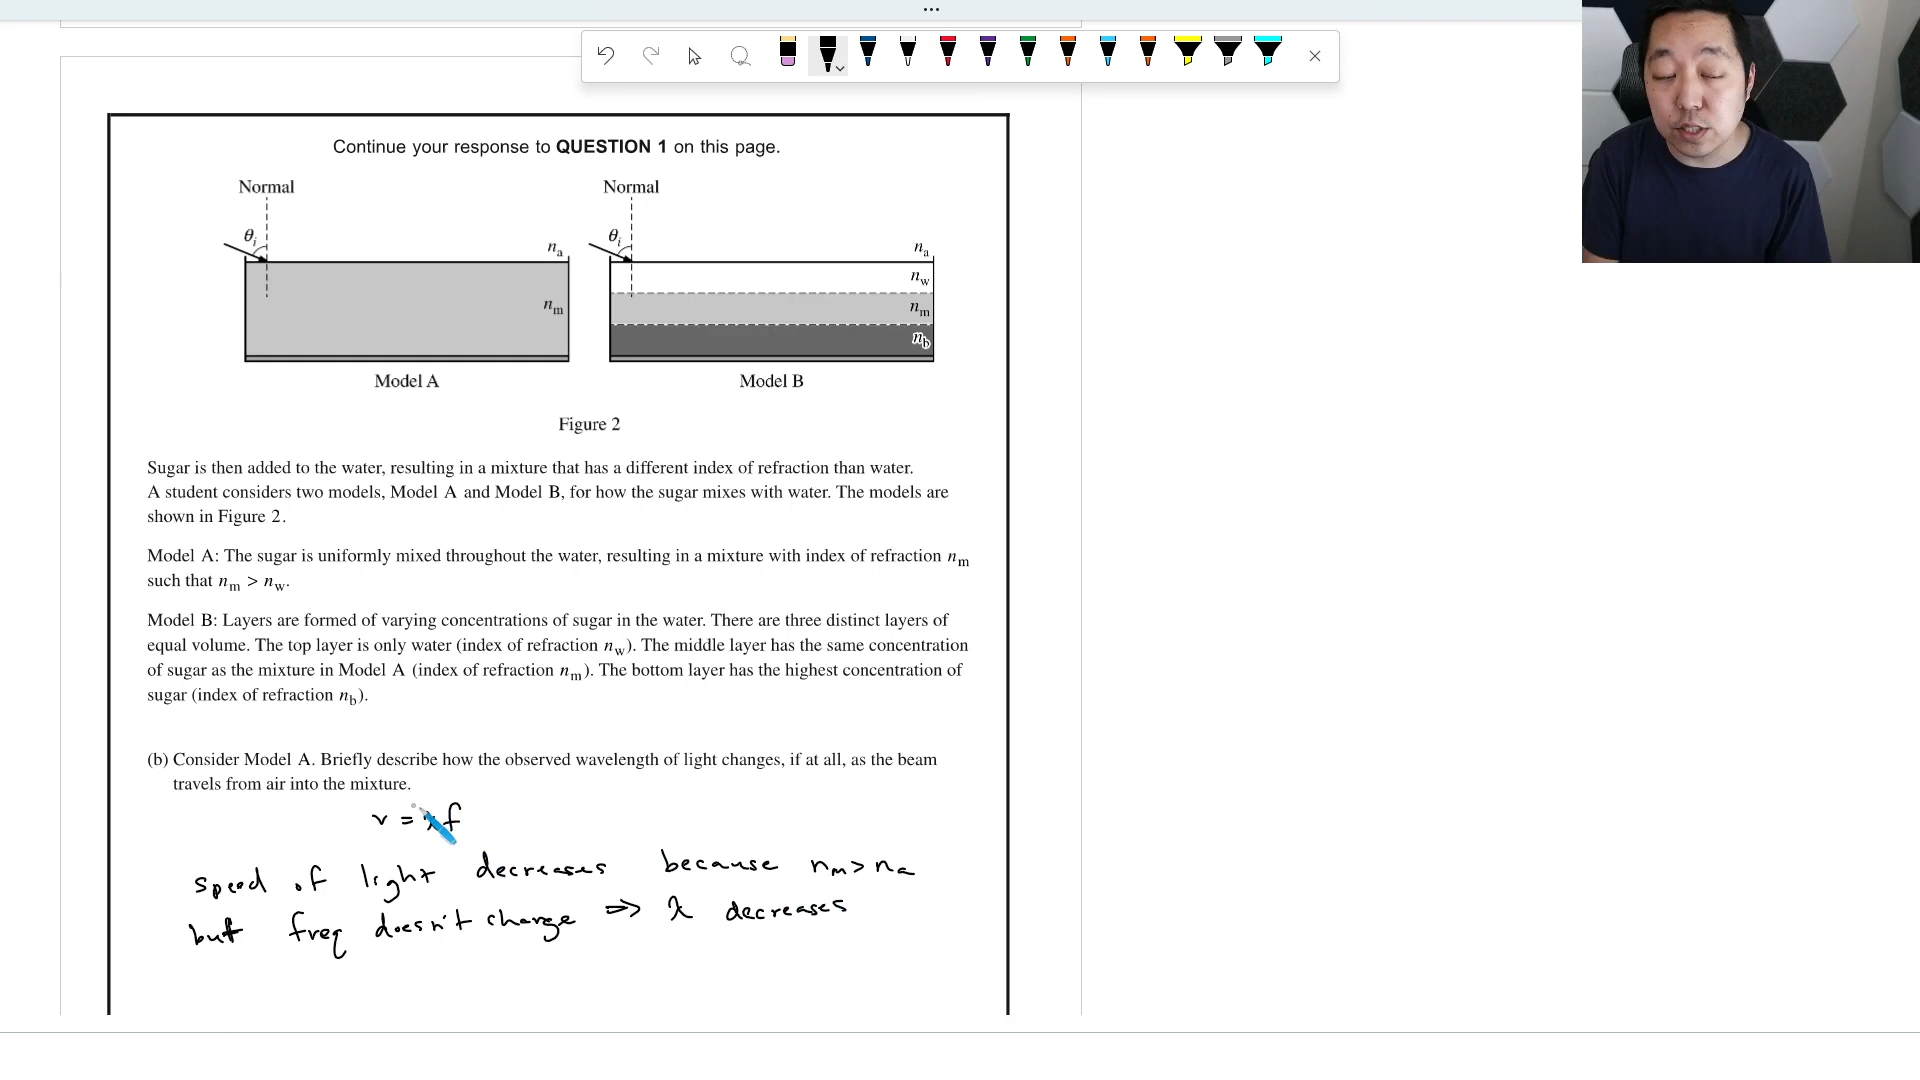 Continue your response to QUESTION 1 on this page.
Normal Normal
θi θi
na na
nw
nm nm
nb
Model A Model B
Figure 2
Sugar is then added to the water, resulting in a mixture that has a different index of refraction than water.
A student considers two models, Model A and Model B, for how the sugar mixes with water. The models are
shown in Figure 2.
Model A: The sugar is uniformly mixed throughout the water, resulting in a mixture with index of refraction nm
such that nm > nw.
Model B: Layers are formed of varying concentrations of sugar in the water. There are three distinct layers of
equal volume. The top layer is only water (index of refraction nw). The middle layer has the same concentration
of sugar as the mixture in Model A (index of refraction nm). The bottom layer has the highest concentration of
sugar (index of refraction nb).
(b) Consider Model A. Briefly describe how the observed wavelength of light changes, if at all, as the beam
travels from air into the mixture.
v = λf
speed of light decreases because nm > na
but freq doesn't change => λ decreases